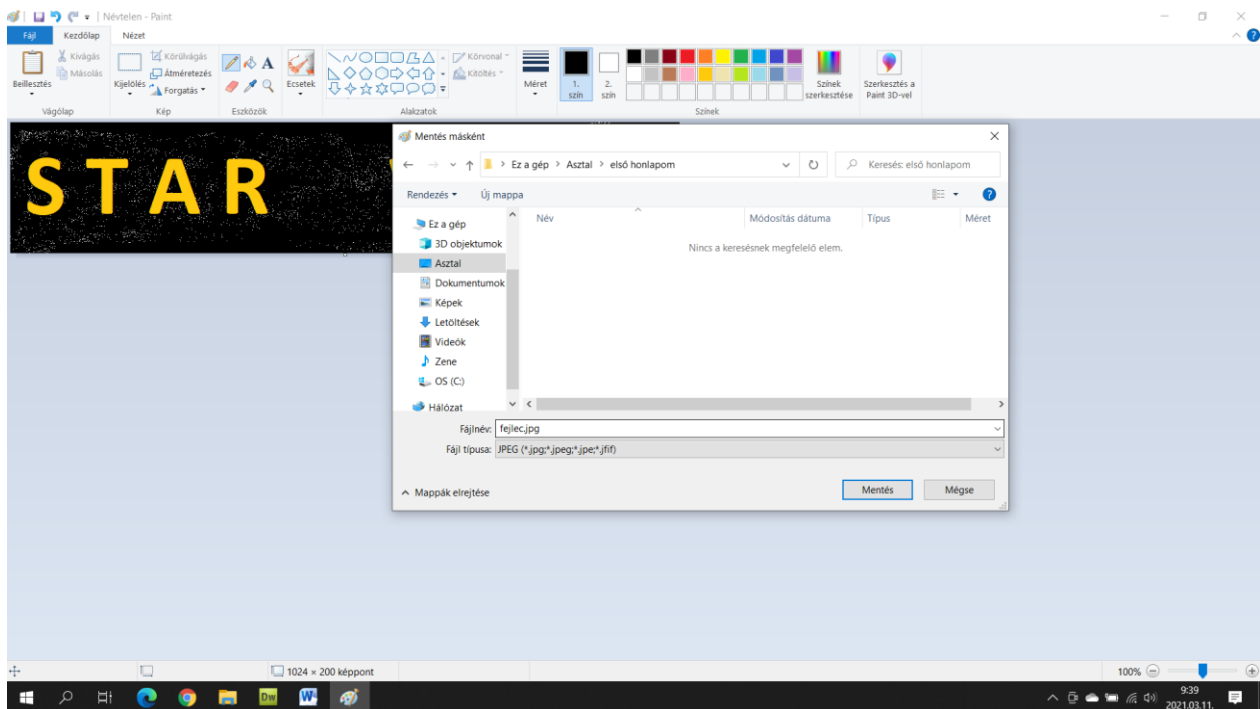 Névtelen - Paint
Fájl Kezdőlap Nézet
Beillesztés
Kivágás
Másolás
Vágólap
Kijelölés
Körülvágás
Átméretezés
Forgatás
Kép
A
Eszközök
Ecsetek
Körvonal
Kitöltés
Alakzatok
Méret
1. szín
2. szín
Színek szerkesztése
Színek
Szerkesztés a Paint 3D-vel
STAR
Mentés másként
Ez a gép > Asztal > első honlapom
Keresés: első honlapom
Rendezés Új mappa
Név Módosítás dátuma Típus Méret
Nincs a keresésnek megfelelő elem.
Ez a gép
3D objektumok
Asztal
Dokumentumok
Képek
Letöltések
Videók
Zene
OS (C:)
Hálózat
Fájlnév: fejlec.jpg
Fájl típusa: JPEG (*.jpg;*.jpeg;*.jpe;*.jfif)
Mappák elrejtése
Mentés Mégse
1024 × 200 képpont
100%
Dw
W
9:39
2021.03.11.